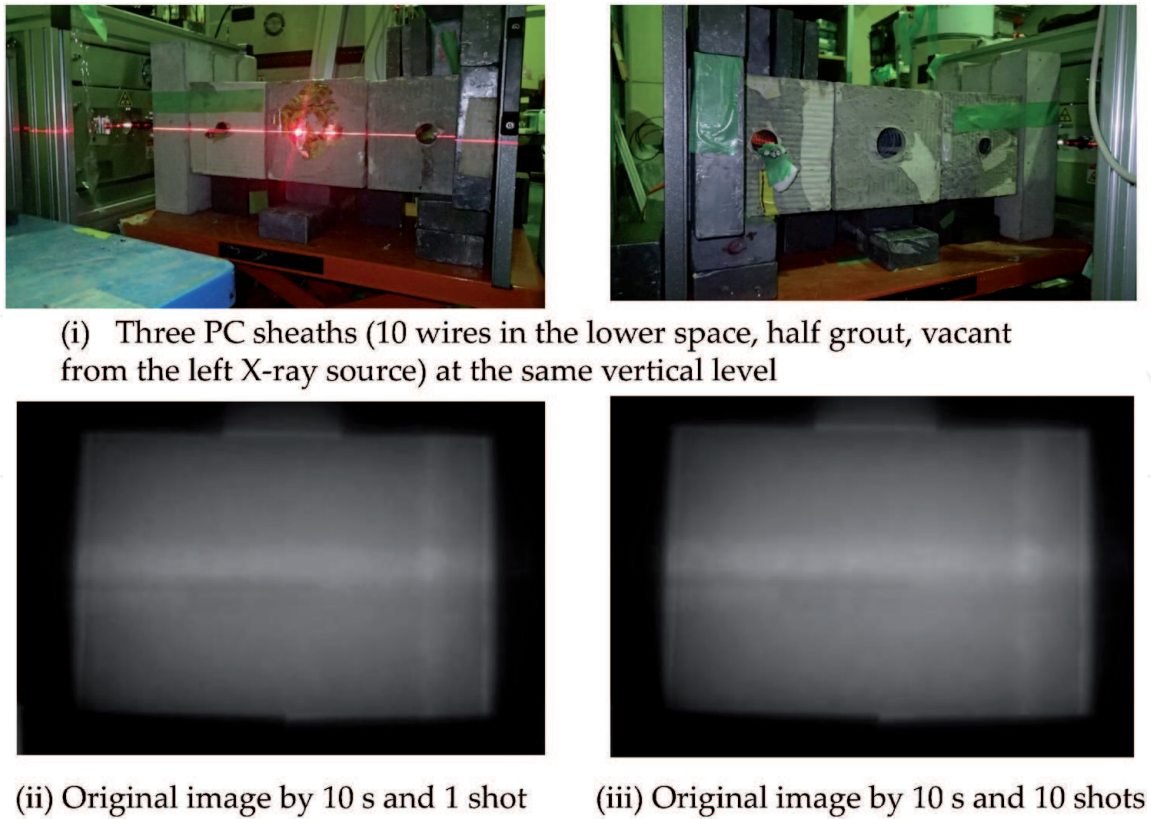 (i) Three PC sheaths (10 wires in the lower space, half grout, vacant
from the left X-ray source) at the same vertical level
(ii) Original image by 10 s and 1 shot
(iii) Original image by 10 s and 10 shots